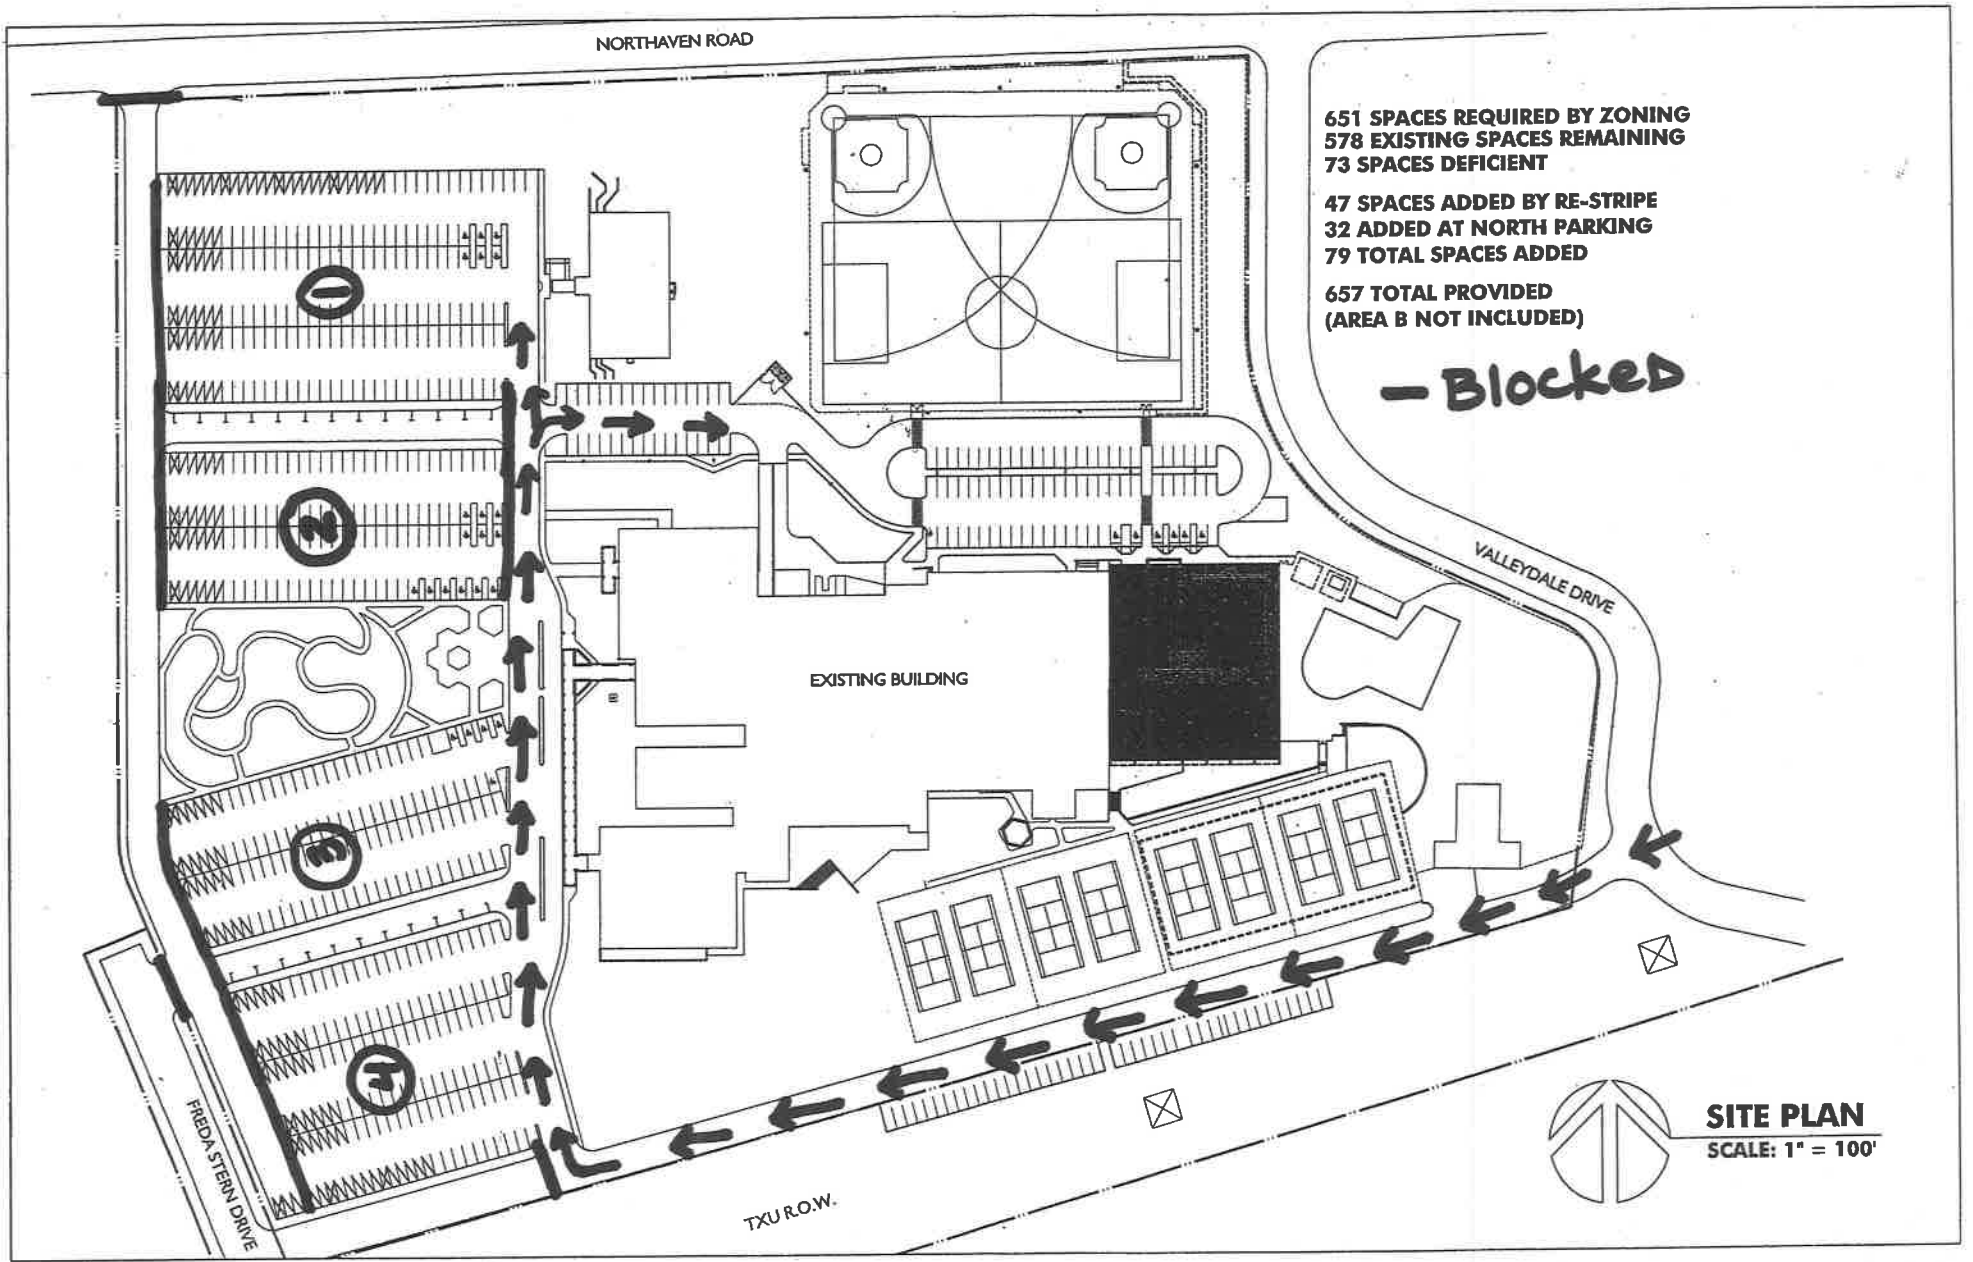 NORTHAVEN ROAD
651 SPACES REQUIRED BY ZONING
578 EXISTING SPACES REMAINING
73 SPACES DEFICIENT
47 SPACES ADDED BY RE-STRIPE
32 ADDED AT NORTH PARKING
79 TOTAL SPACES ADDED
657 TOTAL PROVIDED
(AREA B NOT INCLUDED)
- BlockeD
1
2
3
4
VALLEYDALE DRIVE
EXISTING BUILDING
FREDA STERN DRIVE
TXU R.O.W.
SITE PLAN
SCALE: 1" = 100'